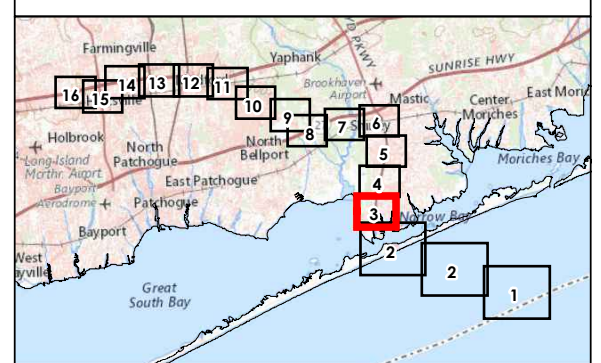 Farmingville
Yaphank
SUNRISE HWY
Brookhaven
Airport
Mastic
Center
Moriches
East Mori
16
15
14
13
12
11
10
9
8
7
6
5
4
3
2
2
1
Holbrook
Long-Island
Mcrthr. Airprt
North
Patchogue
North
Bellport
Moriches Bay
Bayport
Aerodrome
East Patchogue
Patchogue
Narrow Bay
Bayport
West
Great
South Bay